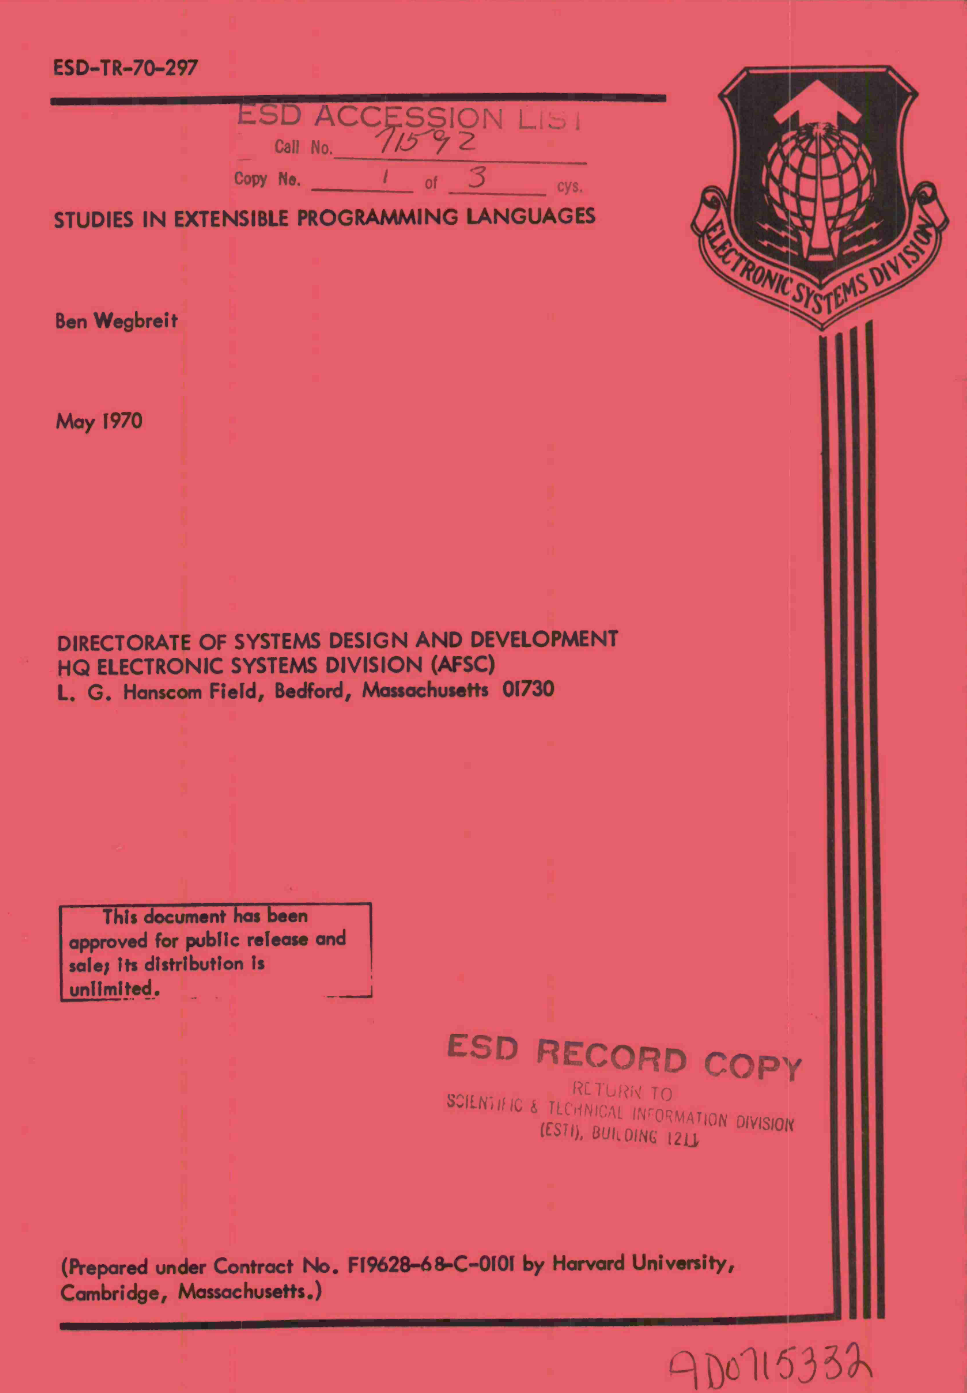 ESD-TR-70-297
ESD ACCESSION LIST
Call No. 71592
Copy No. 1 of 3 cys.
STUDIES IN EXTENSIBLE PROGRAMMING LANGUAGES
ELECTRONIC SYSTEMS DIVISION
Ben Wegbreit
May 1970
DIRECTORATE OF SYSTEMS DESIGN AND DEVELOPMENT
HQ ELECTRONIC SYSTEMS DIVISION (AFSC)
L. G. Hanscom Field, Bedford, Massachusetts 01730
This document has been
approved for public release and
sale; its distribution is
unlimited.
ESD RECORD COPY
RETURN TO
SCIENTIFIC & TECHNICAL INFORMATION DIVISION
(ESTI), BUILDING 1211
(Prepared under Contract No. F19628-68-C-0101 by Harvard University,
Cambridge, Massachusetts.)
AD0715332